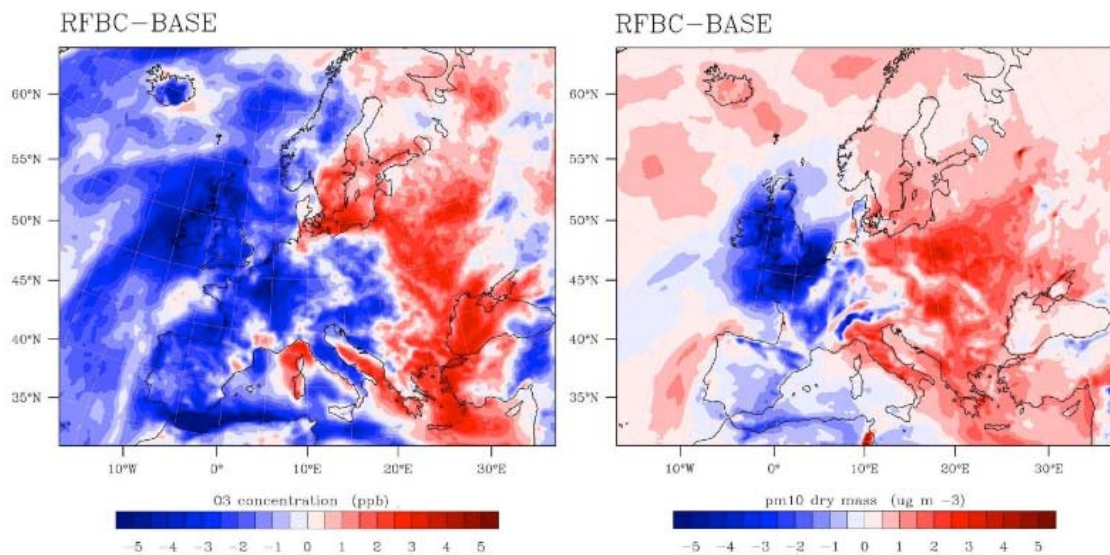 RFBC−BASE
60°N
55°N
50°N
45°N
40°N
35°N
10°W 0° 10°E 20°E 30°E
O3 concentration (ppb)
−5 −4 −3 −2 −1 0 1 2 3 4 5
RFBC−BASE
60°N
55°N
50°N
45°N
40°N
35°N
10°W 0° 10°E 20°E 30°E
pm10 dry mass (ug m −3)
−5 −4 −3 −2 −1 0 1 2 3 4 5